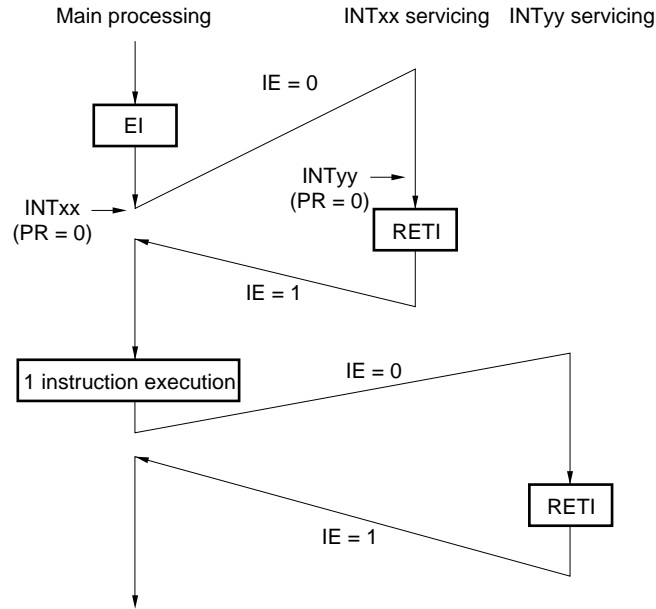 Main processing
INTxx servicing
INTyy servicing
IE = 0
EI
INTyy
(PR = 0)
INTxx
(PR = 0)
RETI
IE = 1
1 instruction execution
IE = 0
RETI
IE = 1